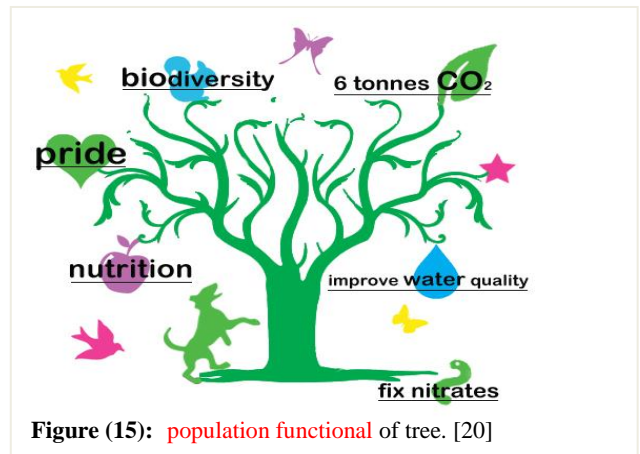 biodiversity
6 tonnes CO₂
pride
nutrition
improve water quality
fix nitrates
Figure (15): population functional of tree. [20]